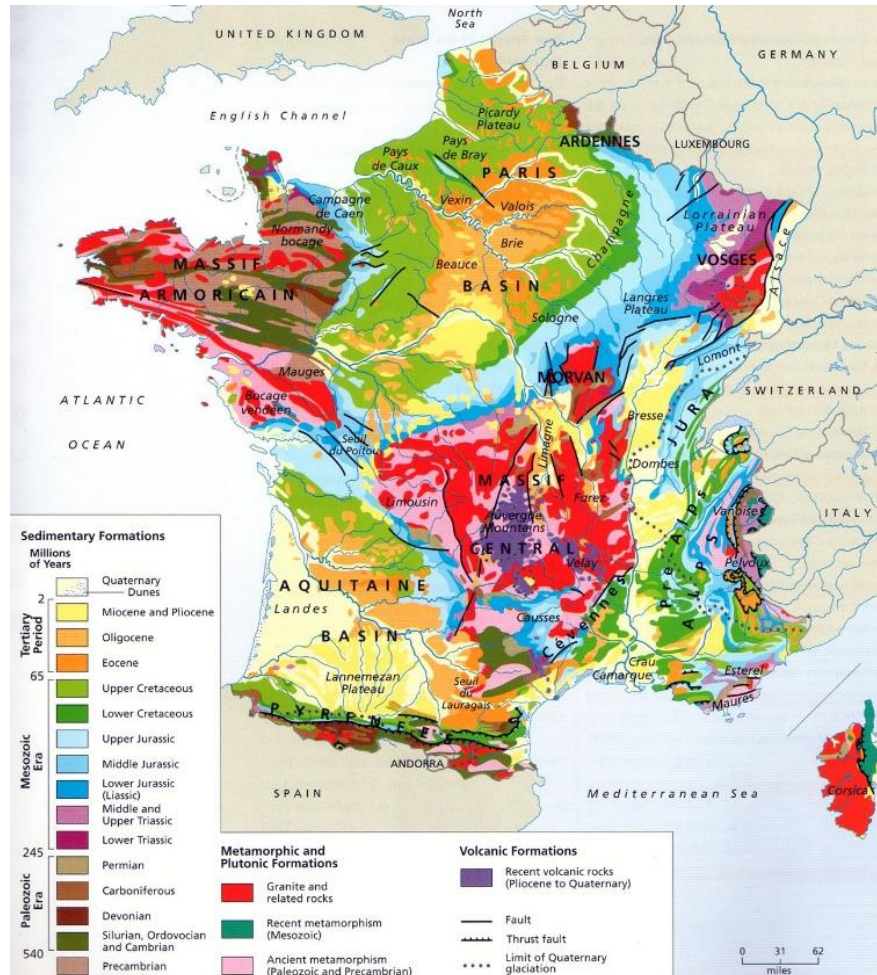 North
Sea
UNITED KINGDOM
BELGIUM
GERMANY
English Channel
Picardy
Plateau
ARDENNES
LUXEMBOURG
Pays
de Caux
Pays
de Bray
PARIS
Campagne
de Caen
Vexin
Valois
Lorrainian
Plateau
Normandy
bocage
Champagne
Brie
VOSGES
Alsace
MASSIF
ARMORICAIN
Beauce
BASIN
Langres
Plateau
Sologne
Lomont
Mauges
MORVAN
SWITZERLAND
ATLANTIC
OCEAN
Bocage
vendéen
Bresse
JURA
Seuil
du Poitou
Limagne
Dombes
MASSIF
Limousin
Forez
Auvergne
Mountains
Vanoise
ITALY
CENTRAL
Velay
Pelvoux
Pre-Alps
ALPS
AQUITAINE
Landes
Causses
Cévennes
BASIN
Lannemezan
Plateau
Crau
Camargue
Esterel
Seuil
du
Lauragais
Maures
PYRENEES
ANDORRA
SPAIN
Mediterranean Sea
Corsica
Sedimentary Formations
Millions
of Years
Quaternary
Dunes
2
Tertiary
Period
Miocene and Pliocene
Oligocene
Eocene
65
Mesozoic
Era
Upper Cretaceous
Lower Cretaceous
Upper Jurassic
Middle Jurassic
Lower Jurassic
(Liassic)
Middle and
Upper Triassic
Lower Triassic
245
Paleozoic
Era
Permian
Carboniferous
Devonian
Silurian, Ordovocian
and Cambrian
540
Precambrian
Metamorphic and
Plutonic Formations
Granite and
related rocks
Recent metamorphism
(Mesozoic)
Ancient metamorphism
(Paleozoic and Precambrian)
Volcanic Formations
Recent volcanic rocks
(Pliocene to Quaternary)
Fault
Thrust fault
Limit of Quaternary
glaciation
0 31 62
miles